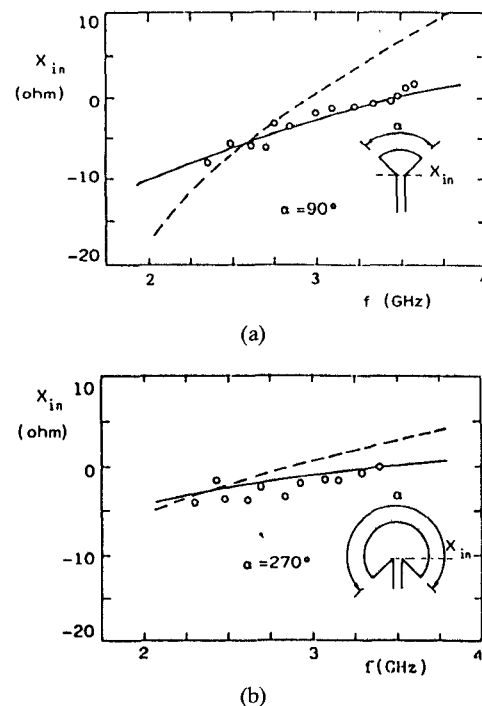 10
X in
(ohm)
0
-10
-20
α
X in
α = 90°
2
3
4
f (GHz)
(a)
10
X in
(ohm)
0
-10
-20
α
X in
α = 270°
2
3
4
f(GHz)
(b)